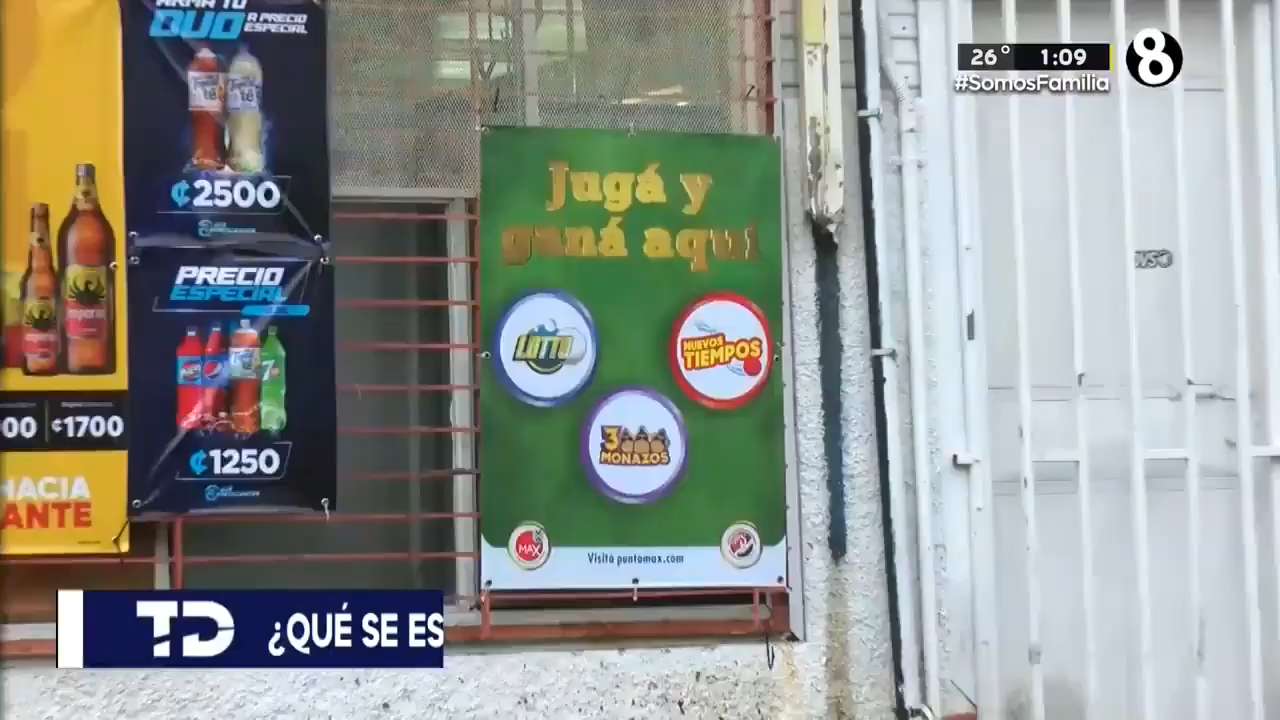 ARMA TU
DUO A PRECIO
ESPECIAL
¢2500
PRECIO
ESPECIAL
¢1250
00 ¢1700
HACIA
ANTE
Jugá y
ganá aquí
LOTTO
NUEVOS
TIEMPOS
3
MONAZOS
MAX
Visitá puntomax.com
26° 1:09
#SomosFamilia
8
TD ¿QUÉ SE ES